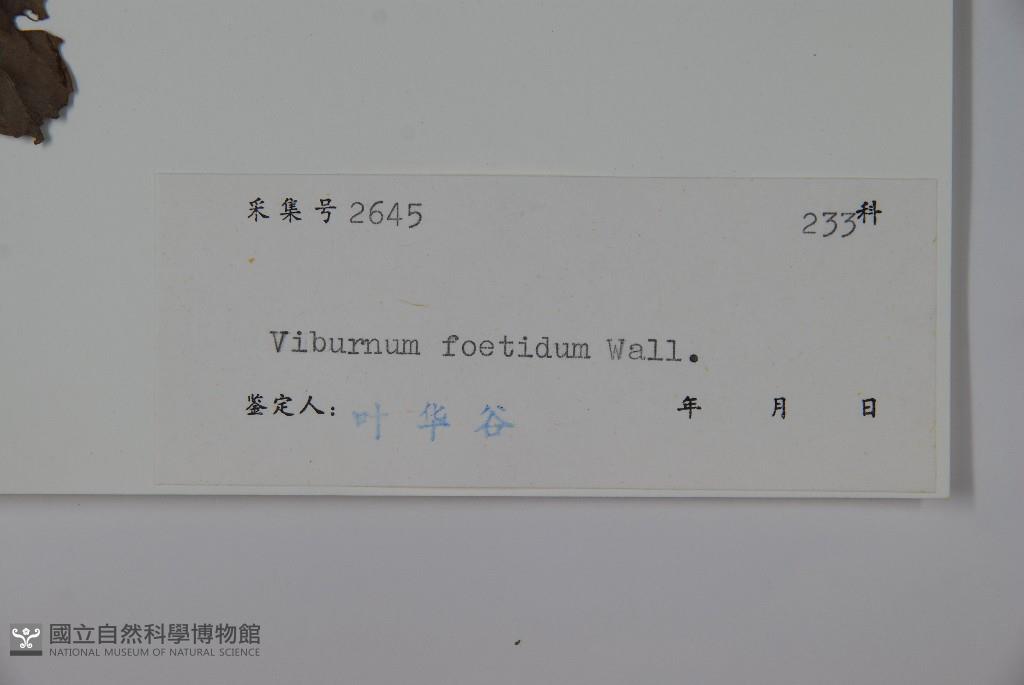 采集号 2645 233科
Viburnum foetidum Wall.
鉴定人: 叶华谷 年 月 日
國立自然科學博物館
NATIONAL MUSEUM OF NATURAL SCIENCE